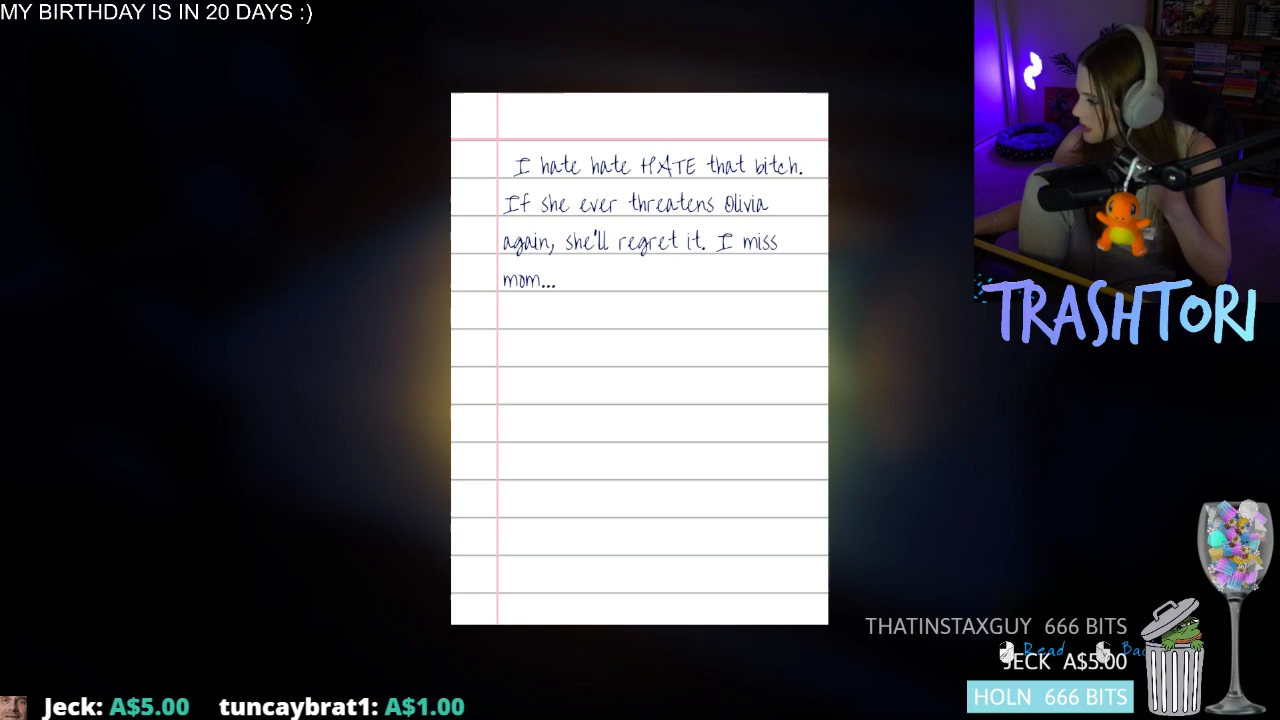 MY BIRTHDAY IS IN 20 DAYS :)
I hate hate HATE that bitch.
If she ever threatens Olivia
again, she'll regret it. I miss
mom...
TRASHTORI
THATINSTAXGUY 666 BITS
Read
JECK A$5.00
HOLN 666 BITS
Jeck: A$5.00 tuncaybrat1: A$1.00